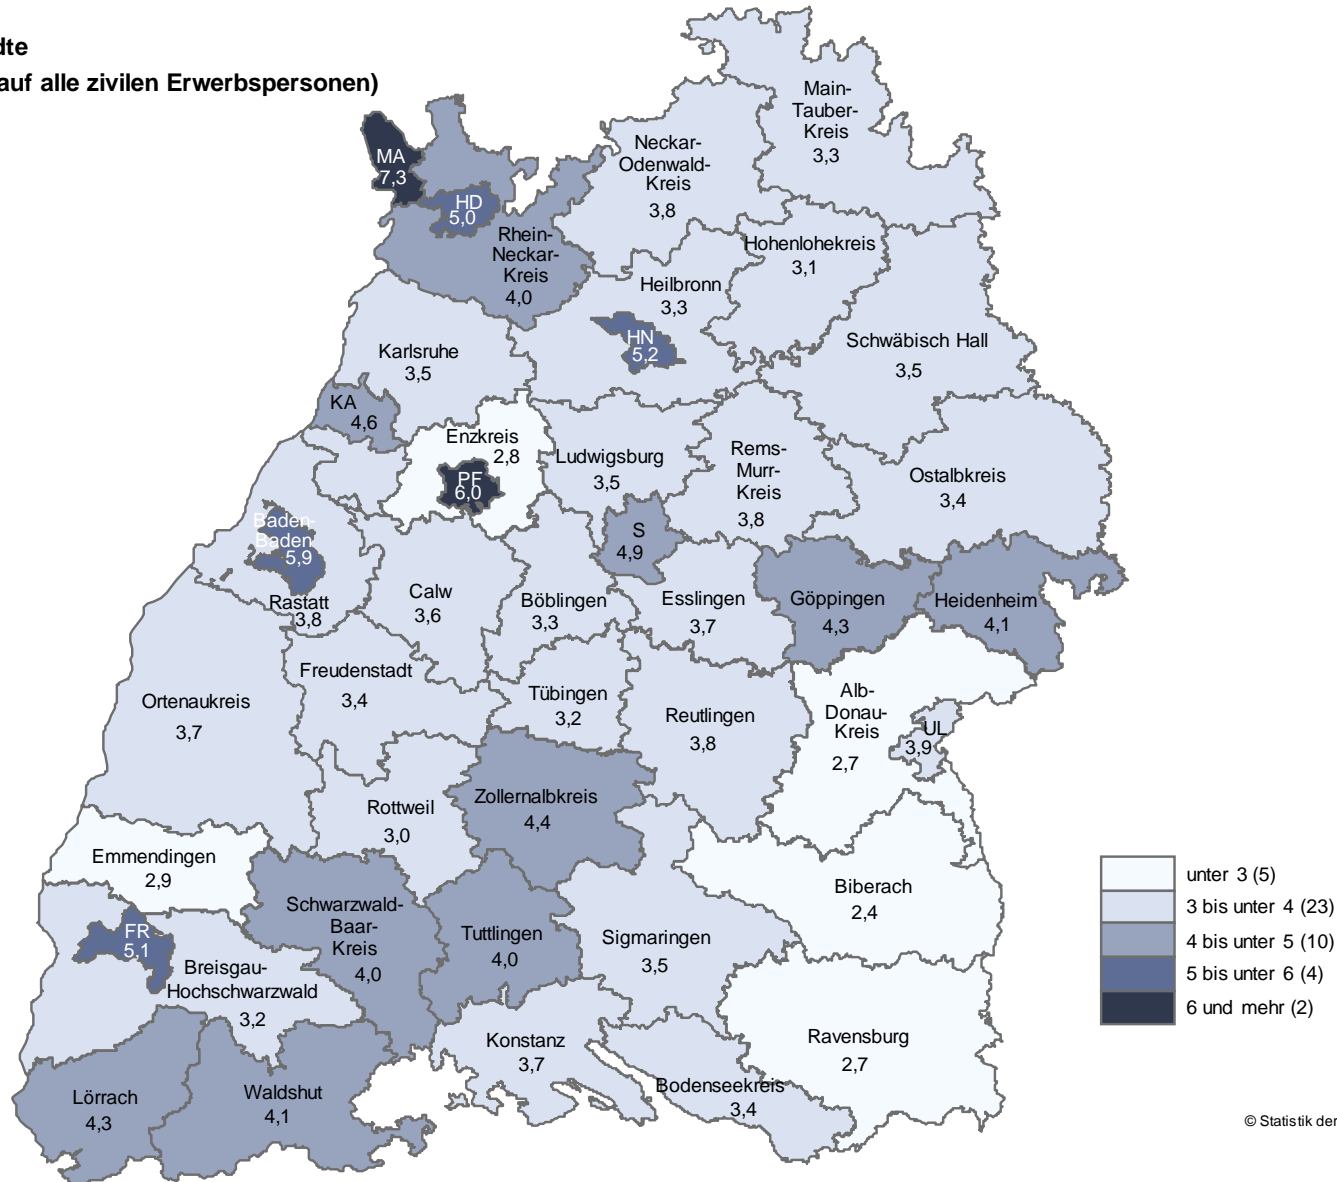 dte
auf alle zivilen Erwerbspersonen)
Main-
Tauber-
Kreis
3,3
MA
7,3
Neckar-
Odenwald-
Kreis
3,8
HD
5,0
Rhein-
Neckar-
Kreis
4,0
Hohenlohekreis
3,1
Heilbronn
3,3
HN
5,2
Schwäbisch Hall
3,5
Karlsruhe
3,5
KA
4,6
Enzkreis
2,8
PF
6,0
Ludwigsburg
3,5
Rems-
Murr-
Kreis
3,8
Ostalbkreis
3,4
Baden-
Baden
5,9
S
4,9
Rastatt
3,8
Calw
3,6
Böblingen
3,3
Esslingen
3,7
Göppingen
4,3
Heidenheim
4,1
Freudenstadt
3,4
Ortenaukreis
3,7
Tübingen
3,2
Reutlingen
3,8
Alb-
Donau-
Kreis
2,7
UL
3,9
Rottweil
3,0
Zollernalbkreis
4,4
Emmendingen
2,9
Biberach
2,4
Schwarzwald-
Baar-
Kreis
4,0
Tuttlingen
4,0
Sigmaringen
3,5
FR
5,1
Breisgau-
Hochschwarzwald
3,2
Konstanz
3,7
Ravensburg
2,7
Bodenseekreis
3,4
Lörrach
4,3
Waldshut
4,1
unter 3 (5)
3 bis unter 4 (23)
4 bis unter 5 (10)
5 bis unter 6 (4)
6 und mehr (2)
© Statistik der